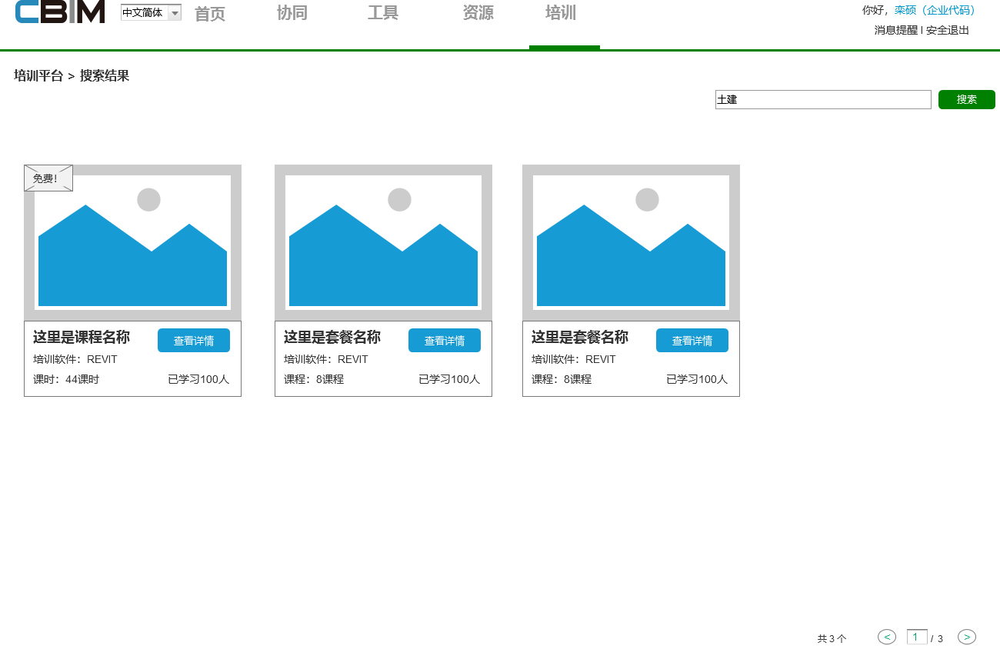 CBIM
中文简体
首页
协同
工具
资源
培训
你好，栾硕（企业代码）
消息提醒 I 安全退出
培训平台 > 搜索结果
土建
搜索
免费!
这里是课程名称
查看详情
培训软件：REVIT
课时：44课时
已学习100人
这里是套餐名称
查看详情
培训软件：REVIT
课程：8课程
已学习100人
这里是套餐名称
查看详情
培训软件：REVIT
课程：8课程
已学习100人
共 3 个
<
1
/ 3
>